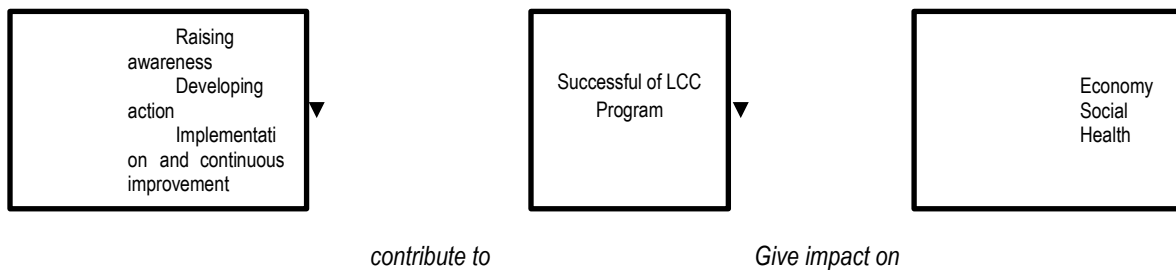 Raising
awareness
Developing
action
Implementati
on and continuous
improvement
Successful of LCC
Program
Economy
Social
Health
contribute to
Give impact on